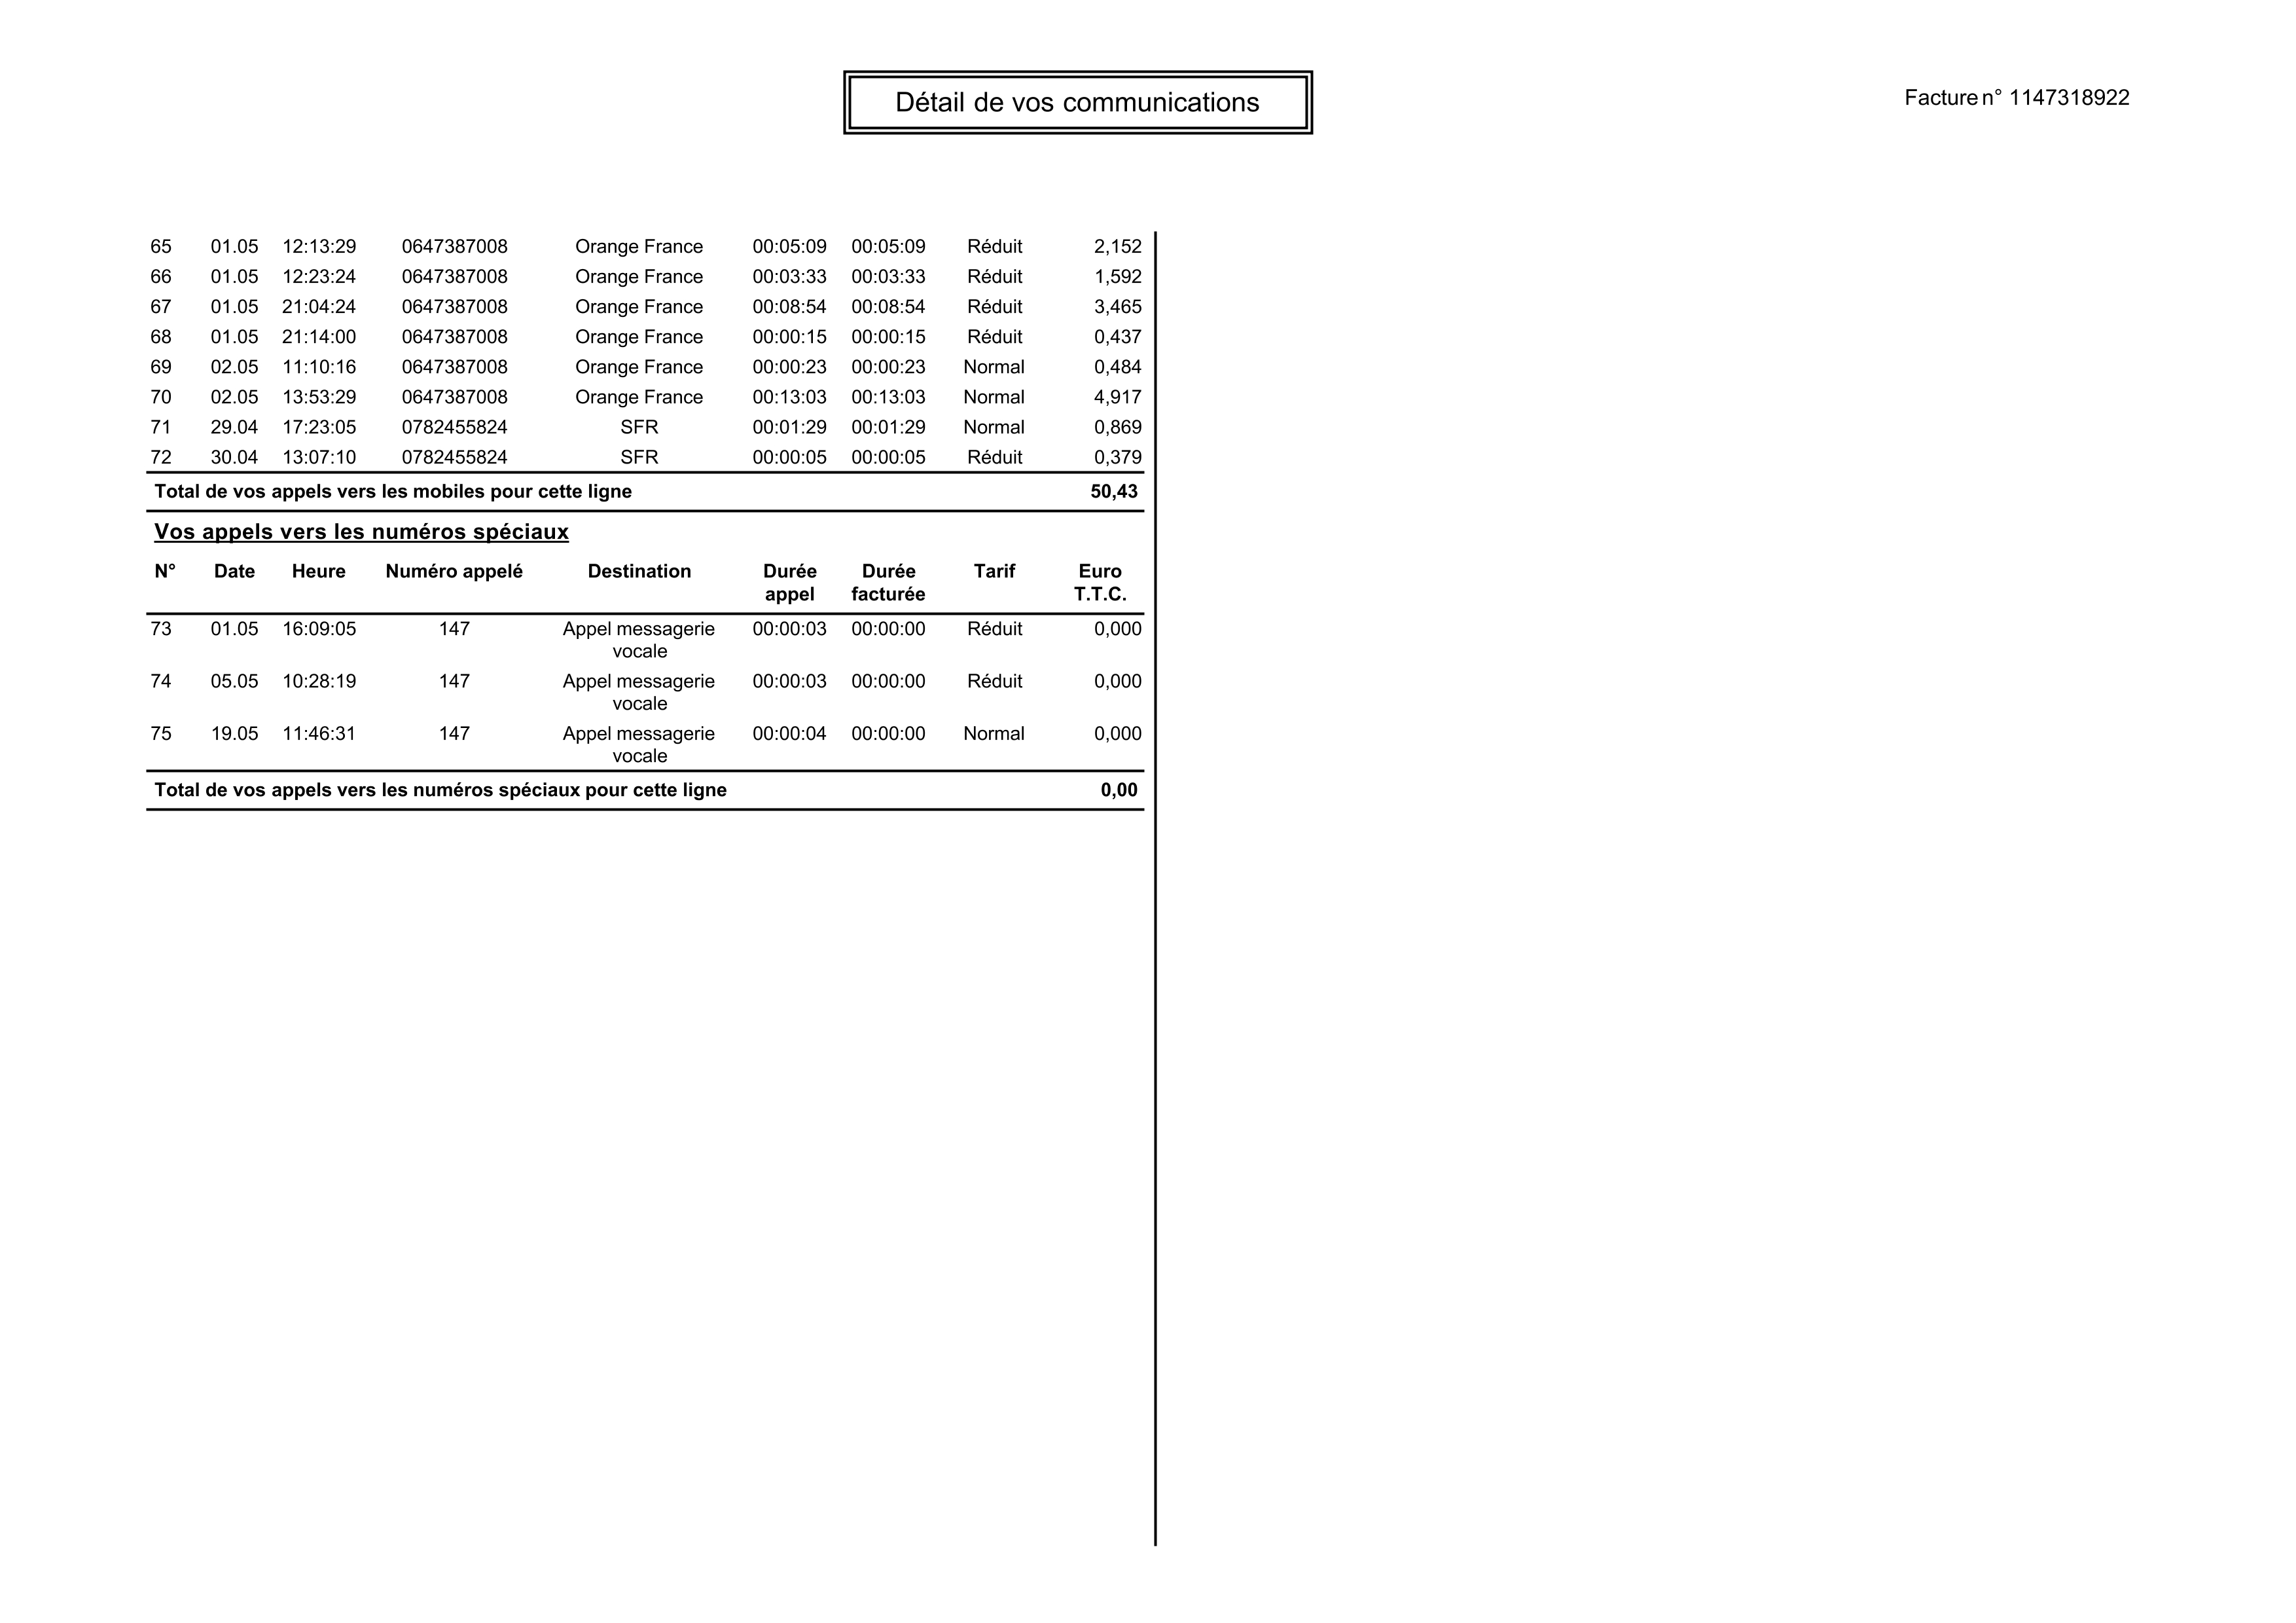 Détail de vos communications
Facture n° 1147318922
65 01.05 12:13:29 0647387008 Orange France 00:05:09 00:05:09 Réduit 2,152
66 01.05 12:23:24 0647387008 Orange France 00:03:33 00:03:33 Réduit 1,592
67 01.05 21:04:24 0647387008 Orange France 00:08:54 00:08:54 Réduit 3,465
68 01.05 21:14:00 0647387008 Orange France 00:00:15 00:00:15 Réduit 0,437
69 02.05 11:10:16 0647387008 Orange France 00:00:23 00:00:23 Normal 0,484
70 02.05 13:53:29 0647387008 Orange France 00:13:03 00:13:03 Normal 4,917
71 29.04 17:23:05 0782455824 SFR 00:01:29 00:01:29 Normal 0,869
72 30.04 13:07:10 0782455824 SFR 00:00:05 00:00:05 Réduit 0,379
Total de vos appels vers les mobiles pour cette ligne 50,43
Vos appels vers les numéros spéciaux
N° Date Heure Numéro appelé Destination Durée Durée Tarif Euro
appel facturée T.T.C.
73 01.05 16:09:05 147 Appel messagerie 00:00:03 00:00:00 Réduit 0,000
vocale
74 05.05 10:28:19 147 Appel messagerie 00:00:03 00:00:00 Réduit 0,000
vocale
75 19.05 11:46:31 147 Appel messagerie 00:00:04 00:00:00 Normal 0,000
vocale
Total de vos appels vers les numéros spéciaux pour cette ligne 0,00